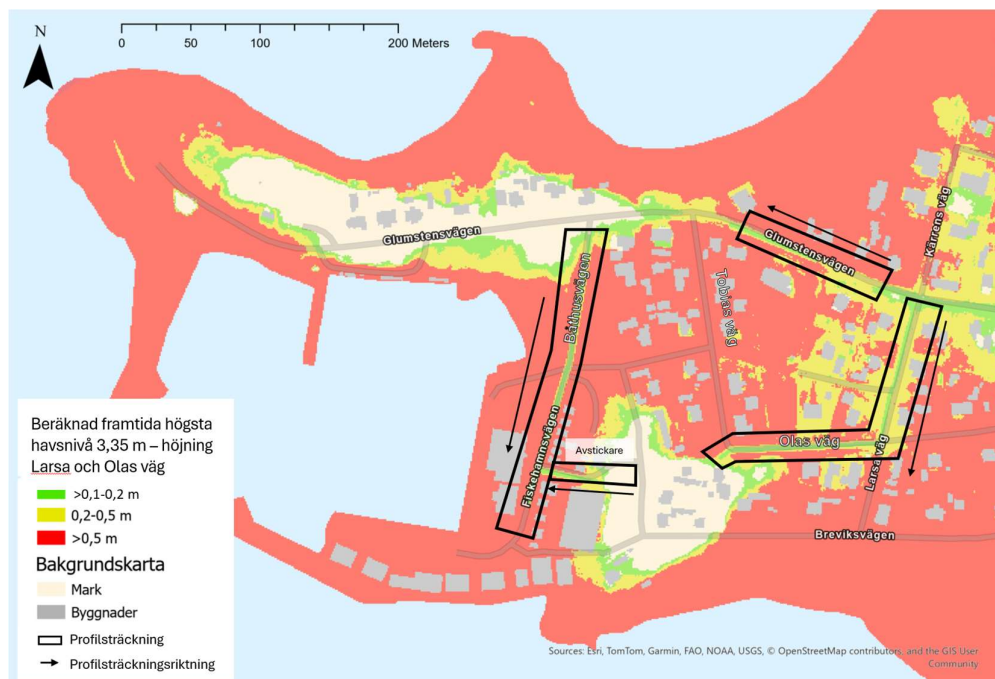 N
0 50 100 200 Meters
Glumstensvägen
Båthusvägen
Tobias väg
Glumstensvägen
Kärrens väg
Fiskehamnsvägen
Avstickare
Olas väg
Larsa väg
Breviksvägen
Beräknad framtida högsta
havsnivå 3,35 m – höjning
Larsa och Olas väg
>0,1-0,2 m
0,2-0,5 m
>0,5 m
Bakgrundskarta
Mark
Byggnader
Profilsträckning
Profilsträckningsriktning
Sources: Esri, TomTom, Garmin, FAO, NOAA, USGS, © OpenStreetMap contributors, and the GIS User
Community